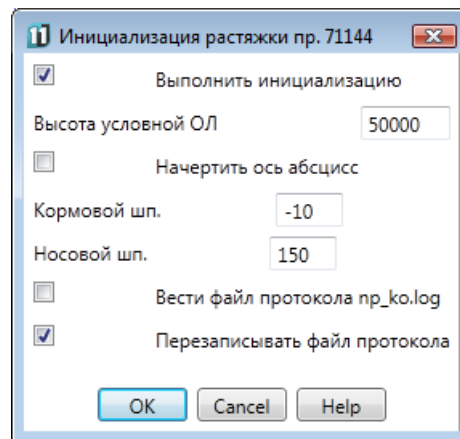 11 Инициализация растяжки пр. 71144
Выполнить инициализацию
Высота условной ОЛ 50000
Начертить ось абсцисс
Кормовой шп. -10
Носовой шп. 150
Вести файл протокола np_ko.log
Перезаписывать файл протокола
OK Cancel Help